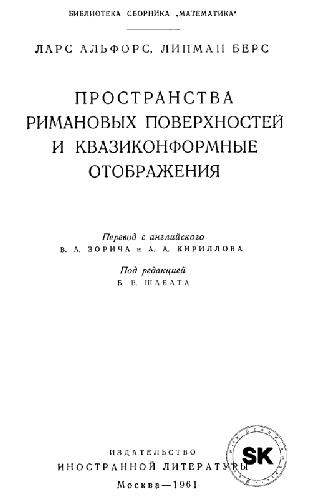 БИБЛИОТЕКА СБОРНИКА „МАТЕМАТИКА“
ЛАРС АЛЬФОРС, ЛИПМАН БЕРС
ПРОСТРАНСТВА
РИМАНОВЫХ ПОВЕРХНОСТЕЙ
И КВАЗИКОНФОРМНЫЕ
ОТОБРАЖЕНИЯ
Перевод с английского
В. А. ЗОРИЧА и А. А. КИРИЛЛОВА
Под редакцией
Б. В. ШАБАТА
ИЗДАТЕЛЬСТВО
ИНОСТРАННОЙ ЛИТЕРАТУРЫ
Москва—1961
SK